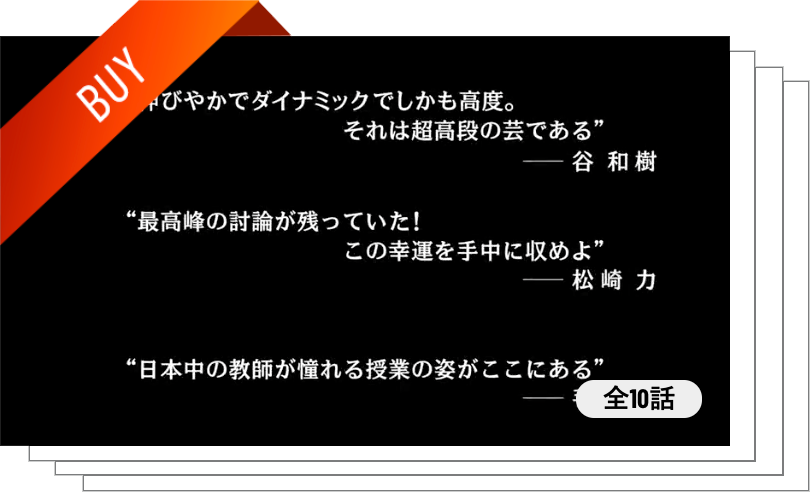 BUY
びやかでダイナミックでしかも高度。
それは超高段の芸である”
―― 谷 和樹
“最高峰の討論が残っていた!
この幸運を手中に収めよ”
―― 松崎 力
“日本中の教師が憧れる授業の姿がここにある”
――
全10話